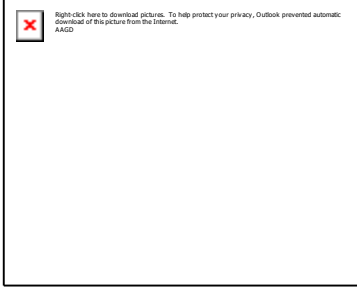 Right-click here to download pictures. To help protect your privacy, Outlook prevented automatic
download of this picture from the Internet.
AAGD